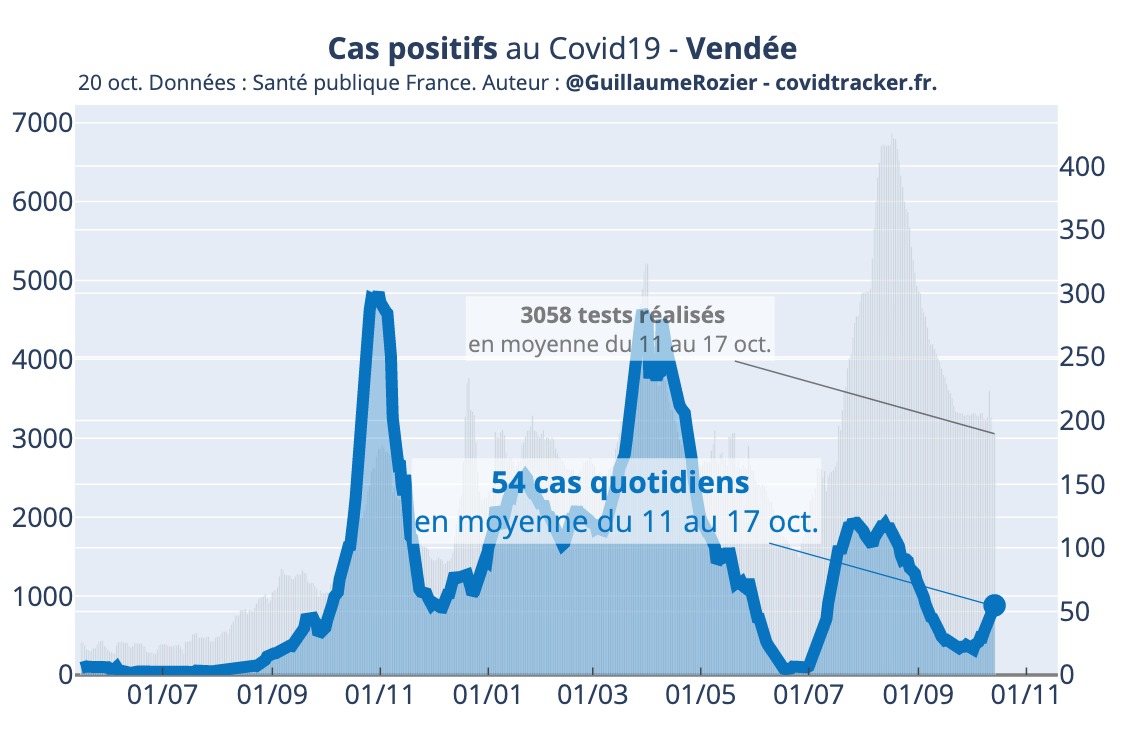 Cas positifs au Covid19 - Vendée
20 oct. Données : Santé publique France. Auteur : @GuillaumeRozier - covidtracker.fr.
7000
6000
5000
4000
3000
2000
1000
0
400
350
300
250
200
150
100
50
0
3058 tests réalisés
en moyenne du 11 au 17 oct.
54 cas quotidiens
en moyenne du 11 au 17 oct.
01/07 01/09 01/11 01/01 01/03 01/05 01/07 01/09 01/11